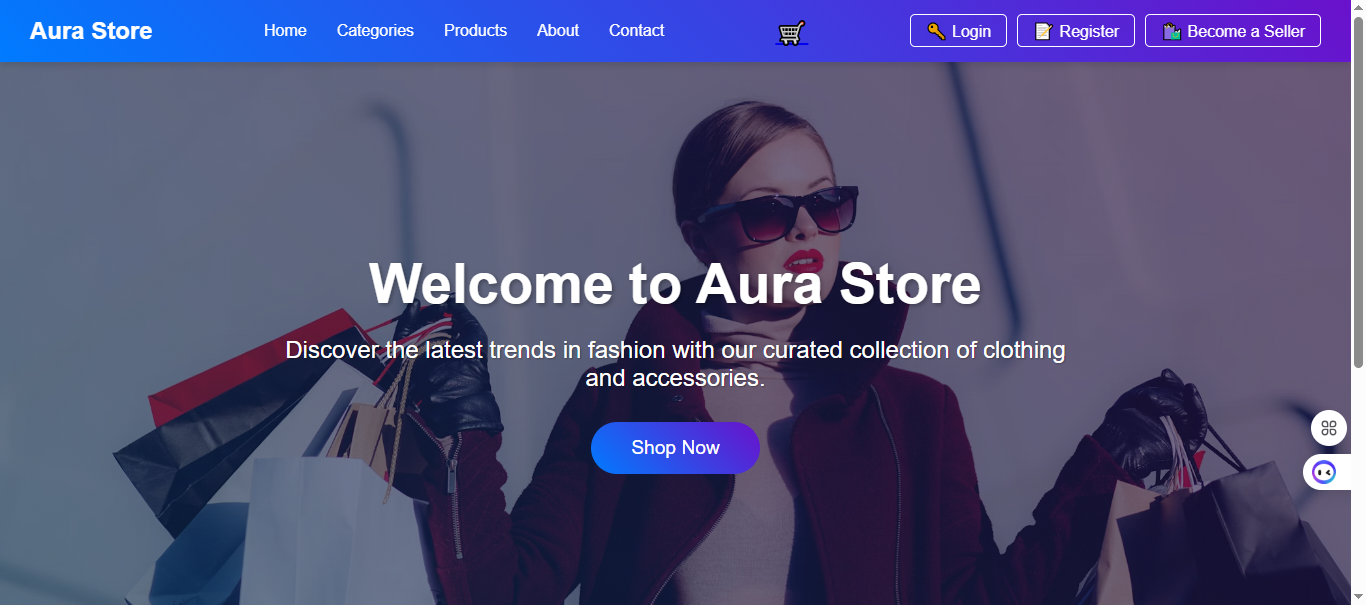 Aura Store
Home Categories Products About Contact
Login Register Become a Seller
Welcome to Aura Store
Discover the latest trends in fashion with our curated collection of clothing
and accessories.
Shop Now